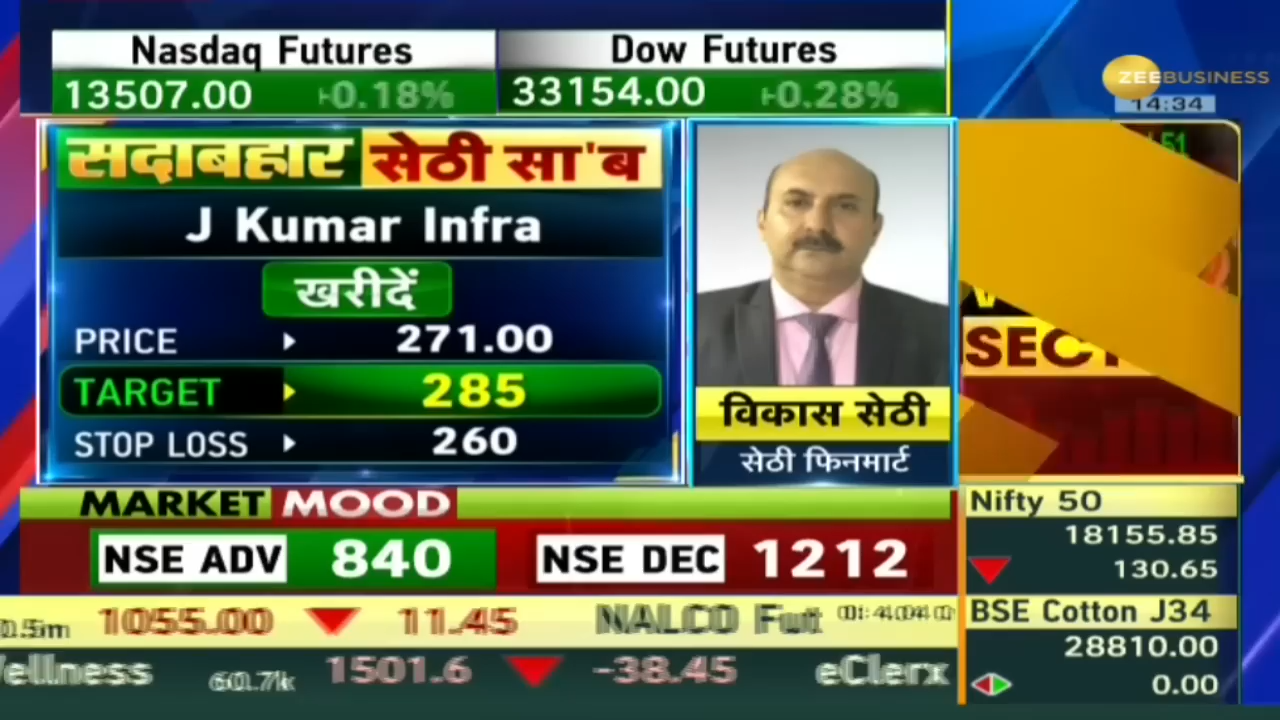 Nasdaq Futures
13507.00 +0.18%
Dow Futures
33154.00 +0.28%
ZEEBUSINESS
14:34
सदाबहार सेठी सा'ब
J Kumar Infra
खरीदें
PRICE 271.00
TARGET 285
STOP LOSS 260
विकास सेठी
सेठी फिनमार्ट
51
SECT
MARKET MOOD
NSE ADV 840 NSE DEC 1212
Nifty 50
18155.85
130.65
BSE Cotton J34
28810.00
0.00
0.5m 1055.00 11.45 NALCO Fut
ellness 60.7k 1501.6 -38.45 eClerx